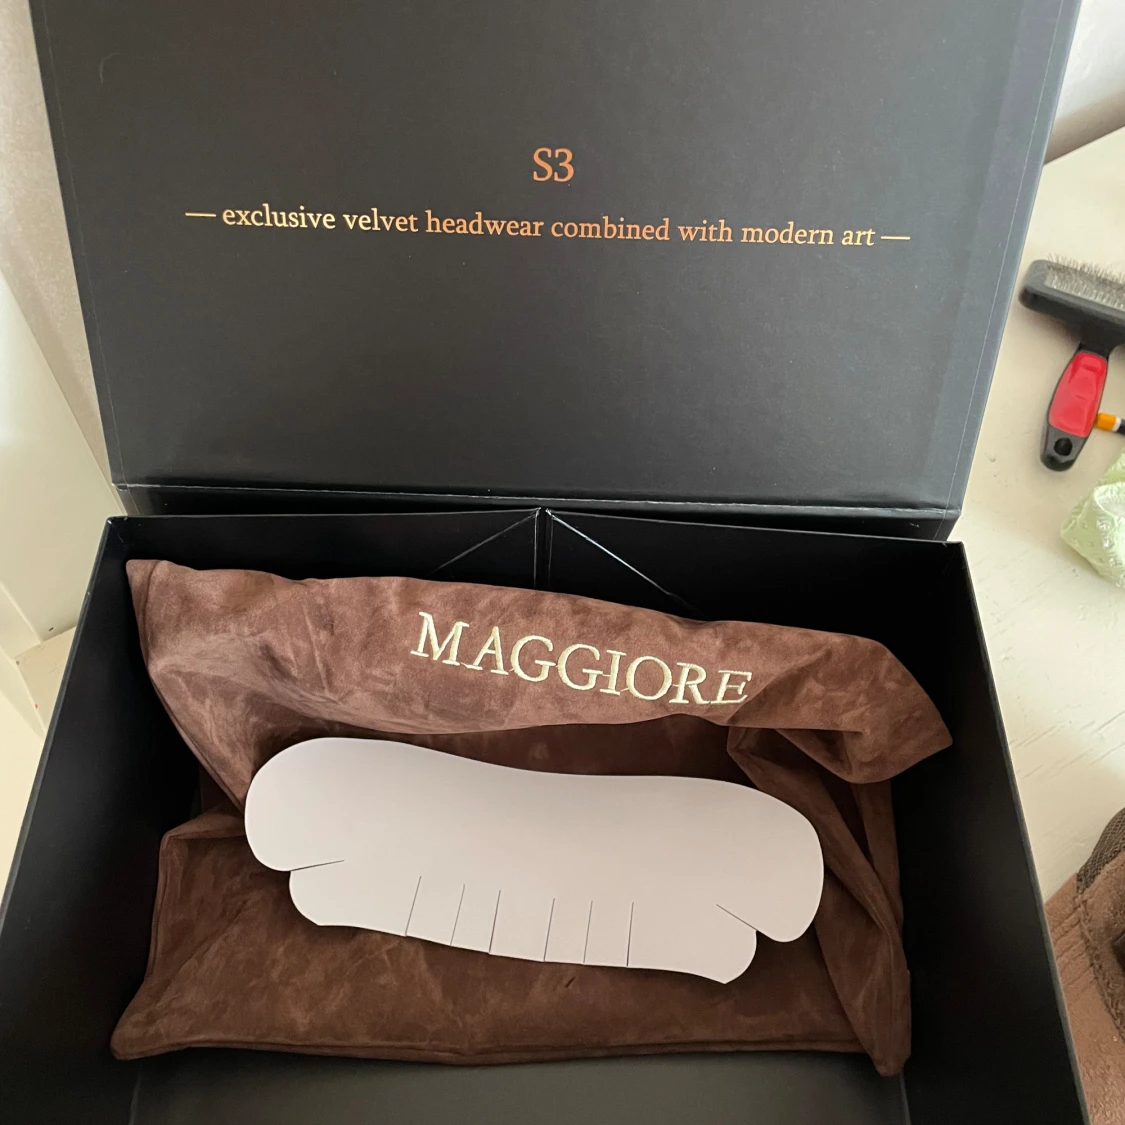 S3
— exclusive velvet headwear combined with modern art —
MAGGIORE